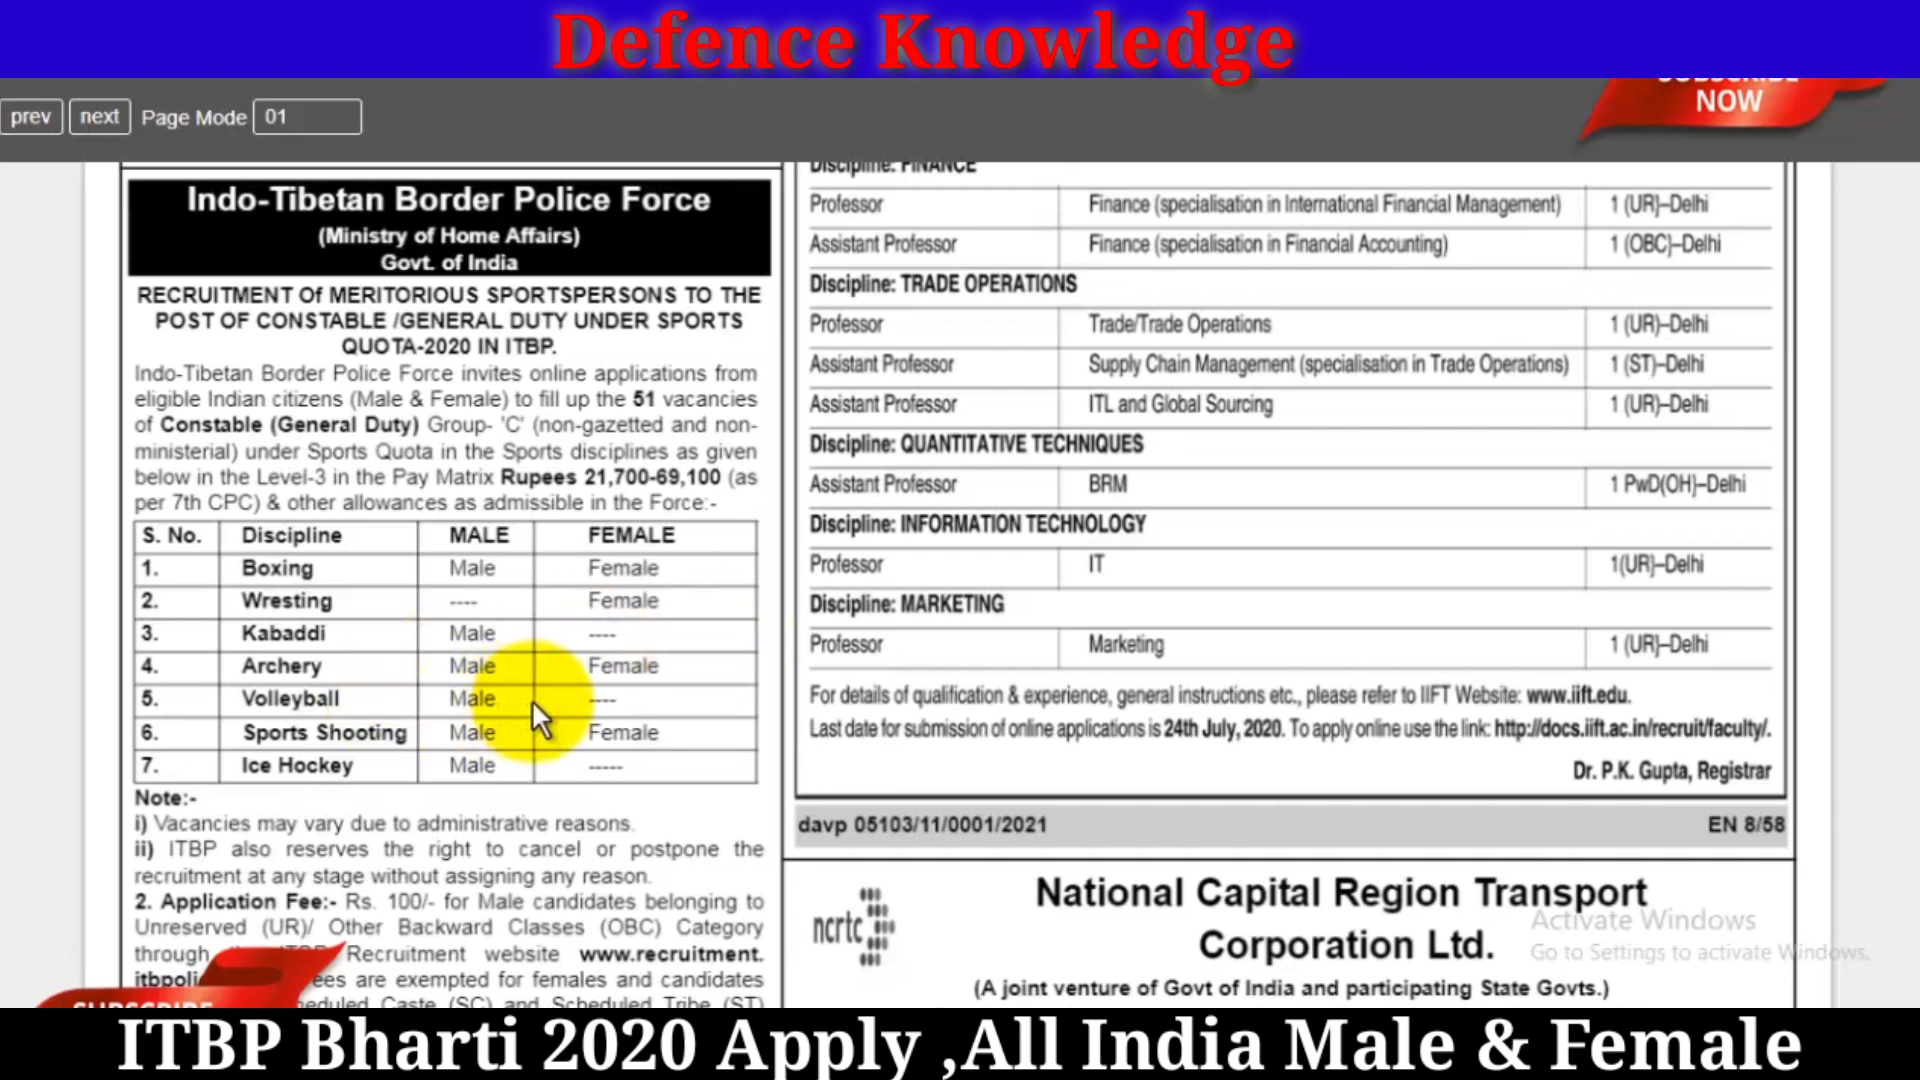 Defence Knowledge
prev next Page Mode 01
NOW
Indo-Tibetan Border Police Force
(Ministry of Home Affairs)
Govt. of India
RECRUITMENT Of MERITORIOUS SPORTSPERSONS TO THE
POST OF CONSTABLE /GENERAL DUTY UNDER SPORTS
QUOTA-2020 IN ITBP.
Indo-Tibetan Border Police Force invites online applications from
eligible Indian citizens (Male & Female) to fill up the 51 vacancies
of Constable (General Duty) Group- 'C' (non-gazetted and non-
ministerial) under Sports Quota in the Sports disciplines as given
below in the Level-3 in the Pay Matrix Rupees 21,700-69,100 (as
per 7th CPC) & other allowances as admissible in the Force:-
S. No. Discipline MALE FEMALE
1. Boxing Male Female
2. Wresting ---- Female
3. Kabaddi Male ----
4. Archery Male Female
5. Volleyball Male ----
6. Sports Shooting Male Female
7. Ice Hockey Male -----
Note:-
i) Vacancies may vary due to administrative reasons.
ii) ITBP also reserves the right to cancel or postpone the
recruitment at any stage without assigning any reason.
2. Application Fee:- Rs. 100/- for Male candidates belonging to
Unreserved (UR)/ Other Backward Classes (OBC) Category
through ITBP Recruitment website www.recruitment.
are exempted for females and candidates
Caste (SC) and Scheduled Tribe (ST)
SUBSCRIBE
Discipline: FINANCE
Professor Finance (specialisation in International Financial Management) 1 (UR)–Delhi
Assistant Professor Finance (specialisation in Financial Accounting) 1 (OBC)–Delhi
Discipline: TRADE OPERATIONS
Professor Trade/Trade Operations 1 (UR)–Delhi
Assistant Professor Supply Chain Management (specialisation in Trade Operations) 1 (ST)–Delhi
Assistant Professor ITL and Global Sourcing 1 (UR)–Delhi
Discipline: QUANTITATIVE TECHNIQUES
Assistant Professor BRM 1 PwD(OH)–Delhi
Discipline: INFORMATION TECHNOLOGY
Professor IT 1(UR)–Delhi
Discipline: MARKETING
Professor Marketing 1 (UR)–Delhi
For details of qualification & experience, general instructions etc., please refer to IIFT Website: www.iift.edu.
Last date for submission of online applications is 24th July, 2020. To apply online use the link: http://docs.iift.ac.in/recruit/faculty/.
Dr. P.K. Gupta, Registrar
davp 05103/11/0001/2021 EN 8/58
ncrtc
National Capital Region Transport
Corporation Ltd.
(A joint venture of Govt of India and participating State Govts.)
Activate Windows
Go to Settings to activate Windows.
ITBP Bharti 2020 Apply ,All India Male & Female